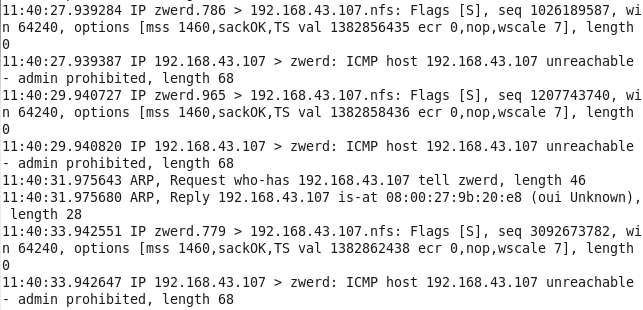 11:40:27.939284 IP zwerd.786 > 192.168.43.107.nfs: Flags [S], seq 1026189587, wi
n 64240, options [mss 1460,sackOK,TS val 1382856435 ecr 0,nop,wscale 7], length
0
11:40:27.939387 IP 192.168.43.107 > zwerd: ICMP host 192.168.43.107 unreachable
- admin prohibited, length 68
11:40:29.940727 IP zwerd.965 > 192.168.43.107.nfs: Flags [S], seq 1207743740, wi
n 64240, options [mss 1460,sackOK,TS val 1382858436 ecr 0,nop,wscale 7], length
0
11:40:29.940820 IP 192.168.43.107 > zwerd: ICMP host 192.168.43.107 unreachable
- admin prohibited, length 68
11:40:31.975643 ARP, Request who-has 192.168.43.107 tell zwerd, length 46
11:40:31.975680 ARP, Reply 192.168.43.107 is-at 08:00:27:9b:20:e8 (oui Unknown),
 length 28
11:40:33.942551 IP zwerd.779 > 192.168.43.107.nfs: Flags [S], seq 3092673782, wi
n 64240, options [mss 1460,sackOK,TS val 1382862438 ecr 0,nop,wscale 7], length
0
11:40:33.942647 IP 192.168.43.107 > zwerd: ICMP host 192.168.43.107 unreachable
- admin prohibited, length 68